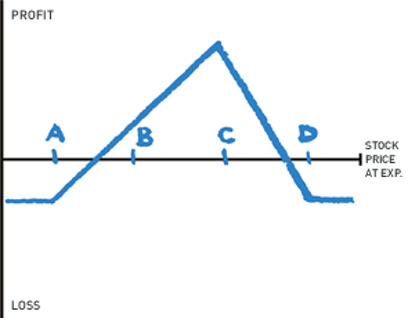 PROFIT
A B C D
STOCK
PRICE
AT EXP.
LOSS